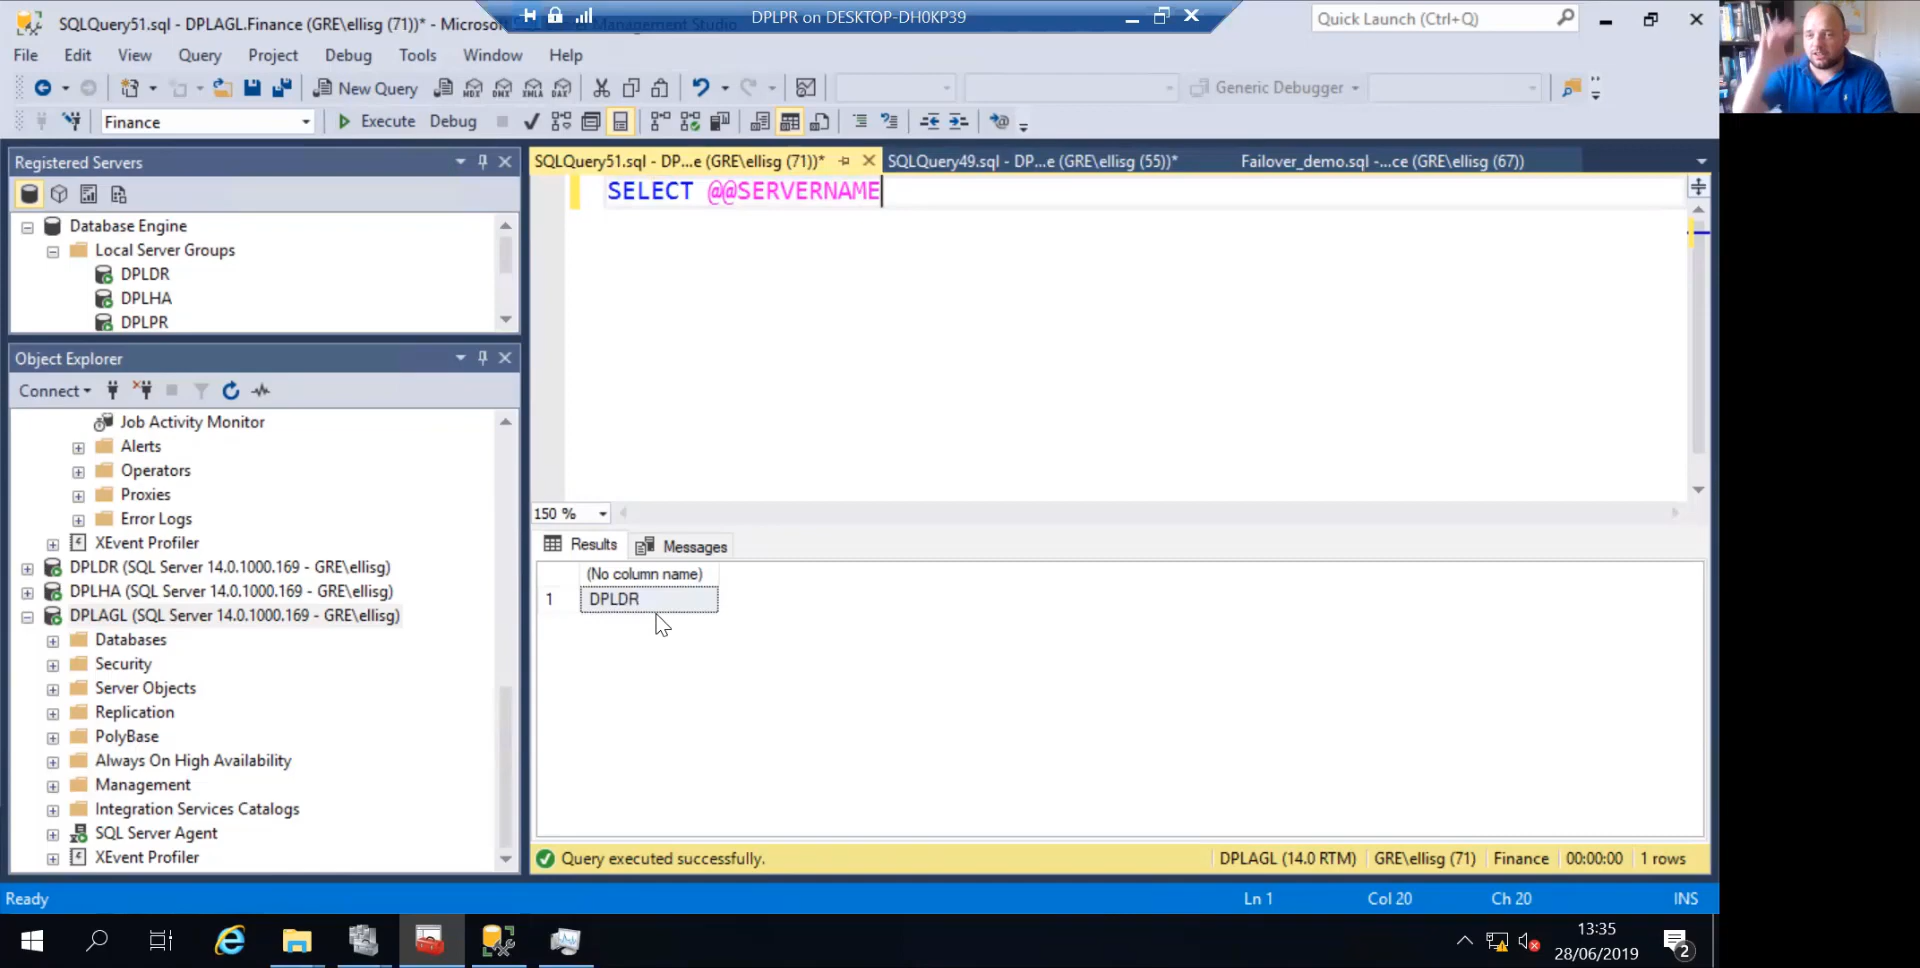 SQLQuery51.sql - DPLAGL.Finance (GRE\ellisg (71))* - Microsoft
DPLPR on DESKTOP-DH0KP39
Quick Launch (Ctrl+Q)
File Edit View Query Project Debug Tools Window Help
New Query MDX DMX XMLA DAX Generic Debugger
Finance Execute Debug
Registered Servers
SQLQuery51.sql - DP...e (GRE\ellisg (71))* SQLQuery49.sql - DP...e (GRE\ellisg (55))* Failover_demo.sql -...ce (GRE\ellisg (67))
SELECT @@SERVERNAME
Database Engine
Local Server Groups
DPLDR
DPLHA
DPLPR
Object Explorer
Connect
Job Activity Monitor
Alerts
Operators
Proxies
Error Logs
XEvent Profiler
DPLDR (SQL Server 14.0.1000.169 - GRE\ellisg)
DPLHA (SQL Server 14.0.1000.169 - GRE\ellisg)
DPLAGL (SQL Server 14.0.1000.169 - GRE\ellisg)
Databases
Security
Server Objects
Replication
PolyBase
Always On High Availability
Management
Integration Services Catalogs
SQL Server Agent
XEvent Profiler
150 %
Results Messages
(No column name)
1 DPLDR
Query executed successfully. DPLAGL (14.0 RTM) GRE\ellisg (71) Finance 00:00:00 1 rows
Ready Ln 1 Col 20 Ch 20 INS
13:35
28/06/2019
2